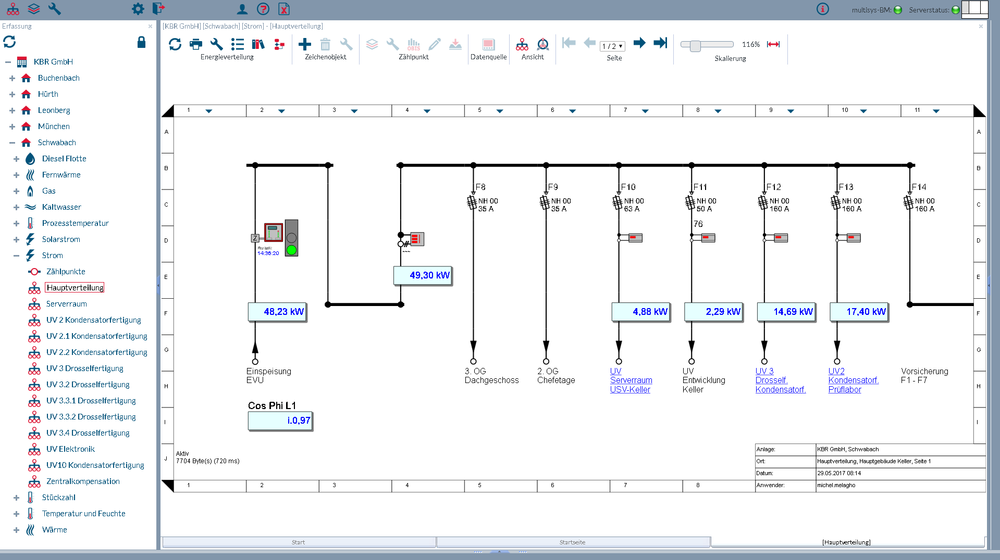 multisys-BM:
Serverstatus:
Erfassung
[KBR GmbH] [Schwabach] [Strom] - [Hauptverteilung]
OBIS
1 / 2
116%
Energieverteilung
Zeichenobjekt
Zählpunkt
Datenquelle
Ansicht
Seite
Skalierung
KBR GmbH
Buchenbach
Hürth
Leonberg
München
Schwabach
Diesel Flotte
Fernwärme
Gas
Kaltwasser
Prozesstemperatur
Solarstrom
Strom
Zählpunkte
Hauptverteilung
Serverraum
UV 2 Kondensatorfertigung
UV 2.1 Kondensatorfertigung
UV 2.2 Kondensatorfertigung
UV 3 Drosselfertigung
UV 3.2 Drosselfertigung
UV 3.3.1 Drosselfertigung
UV 3.3.2 Drosselfertigung
UV 3.4 Drosselfertigung
UV Elektronik
UV10 Kondensatorfertigung
Zentralkompensation
Stückzahl
Temperatur und Feuchte
Wärme
1 2 3 4 5 6 7 8 9 10 11
A A
B B
C C
D D
E E
F F
G G
H H
I I
J
F8
NH 00
35 A
F9
NH 00
35 A
F10
NH 00
63 A
F11
NH 00
50 A
76
F12
NH 00
160 A
F13
NH 00
160 A
F14
NH 00
160 A
Z
14:36:20
49,30 kW
48,23 kW
4,88 kW
2,29 kW
14,69 kW
17,40 kW
Einspeisung
EVU
3. OG
Dachgeschoss
2. OG
Chefetage
UV
Serverraum
USV-Keller
UV
Entwicklung
Keller
UV 3
Drosself.
Kondensatorf.
UV2
Kondensatorf.
Prüflabor
Vorsicherung
F1 - F7
Cos Phi L1
i.0,97
Aktiv
7704 Byte(s) (720 ms)
Anlage: KBR GmbH, Schwabach
Ort: Hauptverteilung, Hauptgebäude Keller, Seite 1
Datum: 29.05.2017 08:14
Anwender: michel.melagho
1 2 3 4 5 6 7 8
Start
Startseite
[Hauptverteilung]